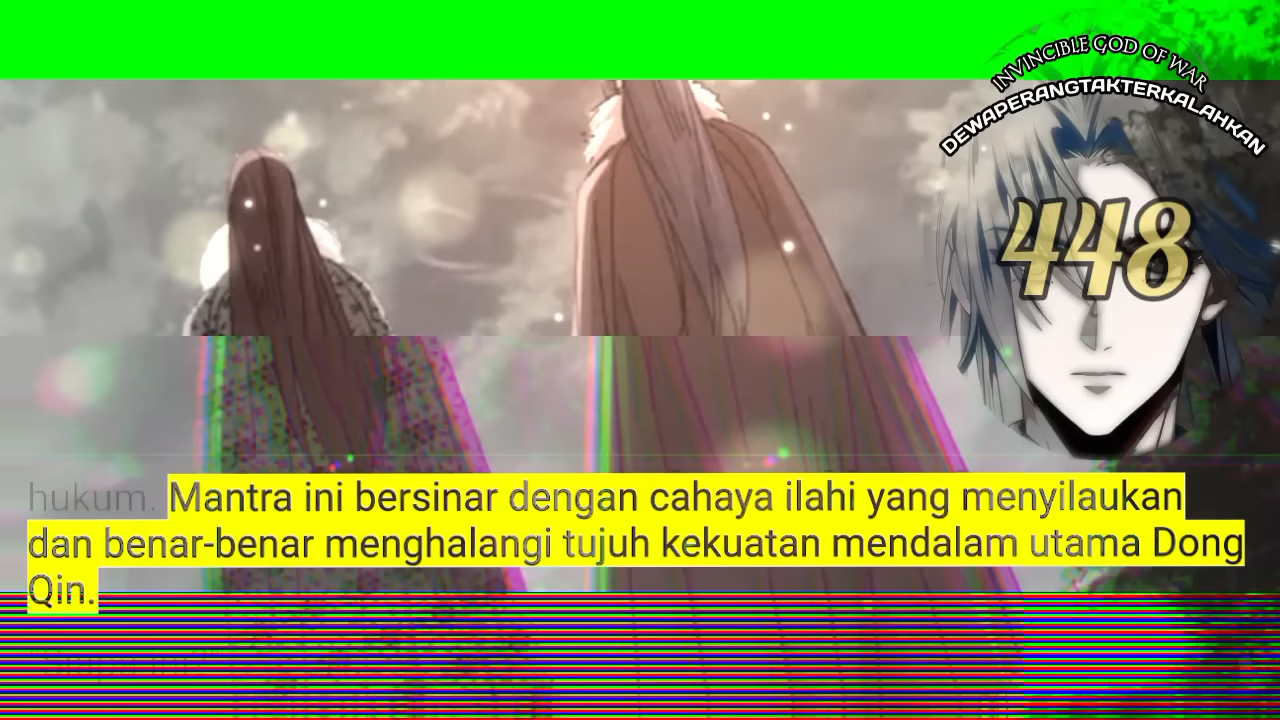 INVINCIBLE GOD OF WAR
DEWAPERANGTAKTERKALAHKAN
448
hukum. Mantra ini bersinar dengan cahaya ilahi yang menyilaukan
dan benar-benar menghalangi tujuh kekuatan mendalam utama Dong
Qin.